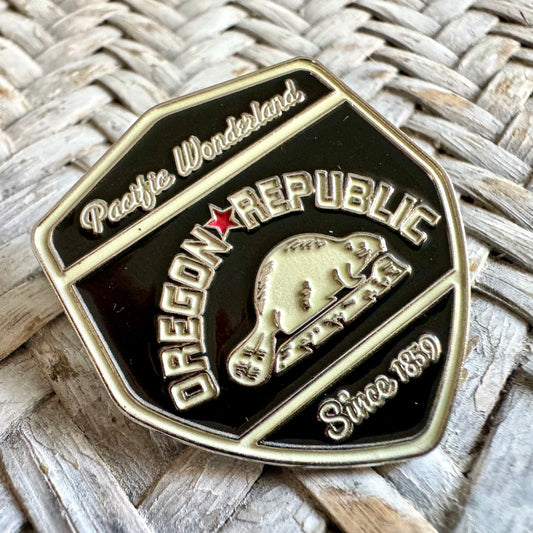 Pacific Wonderland
OREGON★REPUBLIC
Since 1859